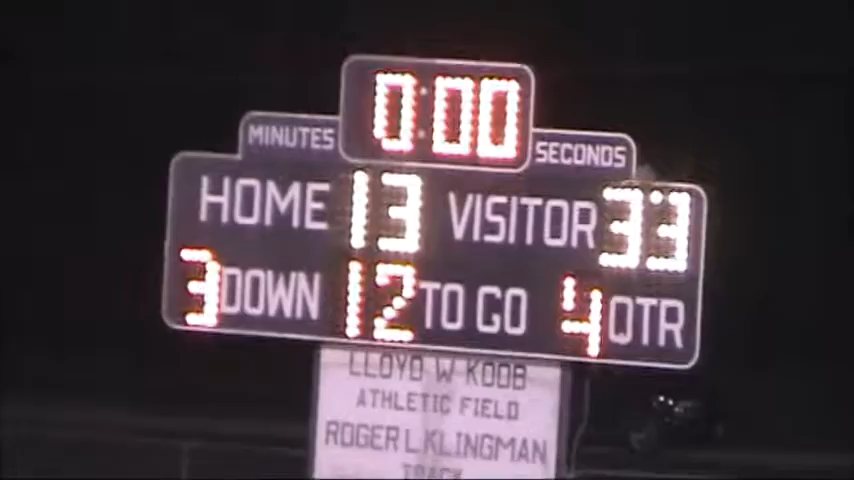 0:00
MINUTES SECONDS
HOME 13 VISITOR 33
3 DOWN 12 TO GO 4 QTR
LLOYD W KOOB
ATHLETIC FIELD
ROGER L KLINGMAN
TRACK